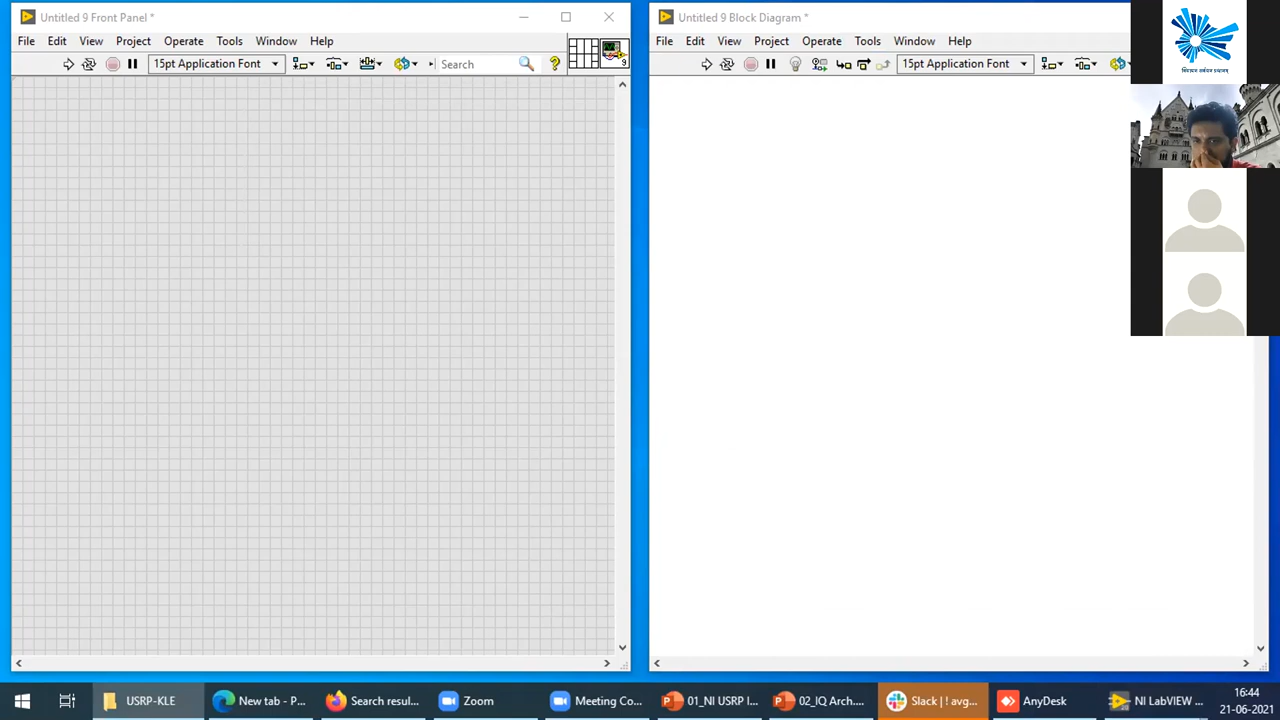 Untitled 9 Front Panel *
File Edit View Project Operate Tools Window Help
15pt Application Font
Search
9
Untitled 9 Block Diagram *
File Edit View Project Operate Tools Window Help
15pt Application Font
USRP-KLE
New tab - P...
Search resul...
Zoom
Meeting Co...
01_NI USRP I...
02_IQ Arch....
Slack | ! avg...
AnyDesk
NI LabVIEW ...
16:44
21-06-2021